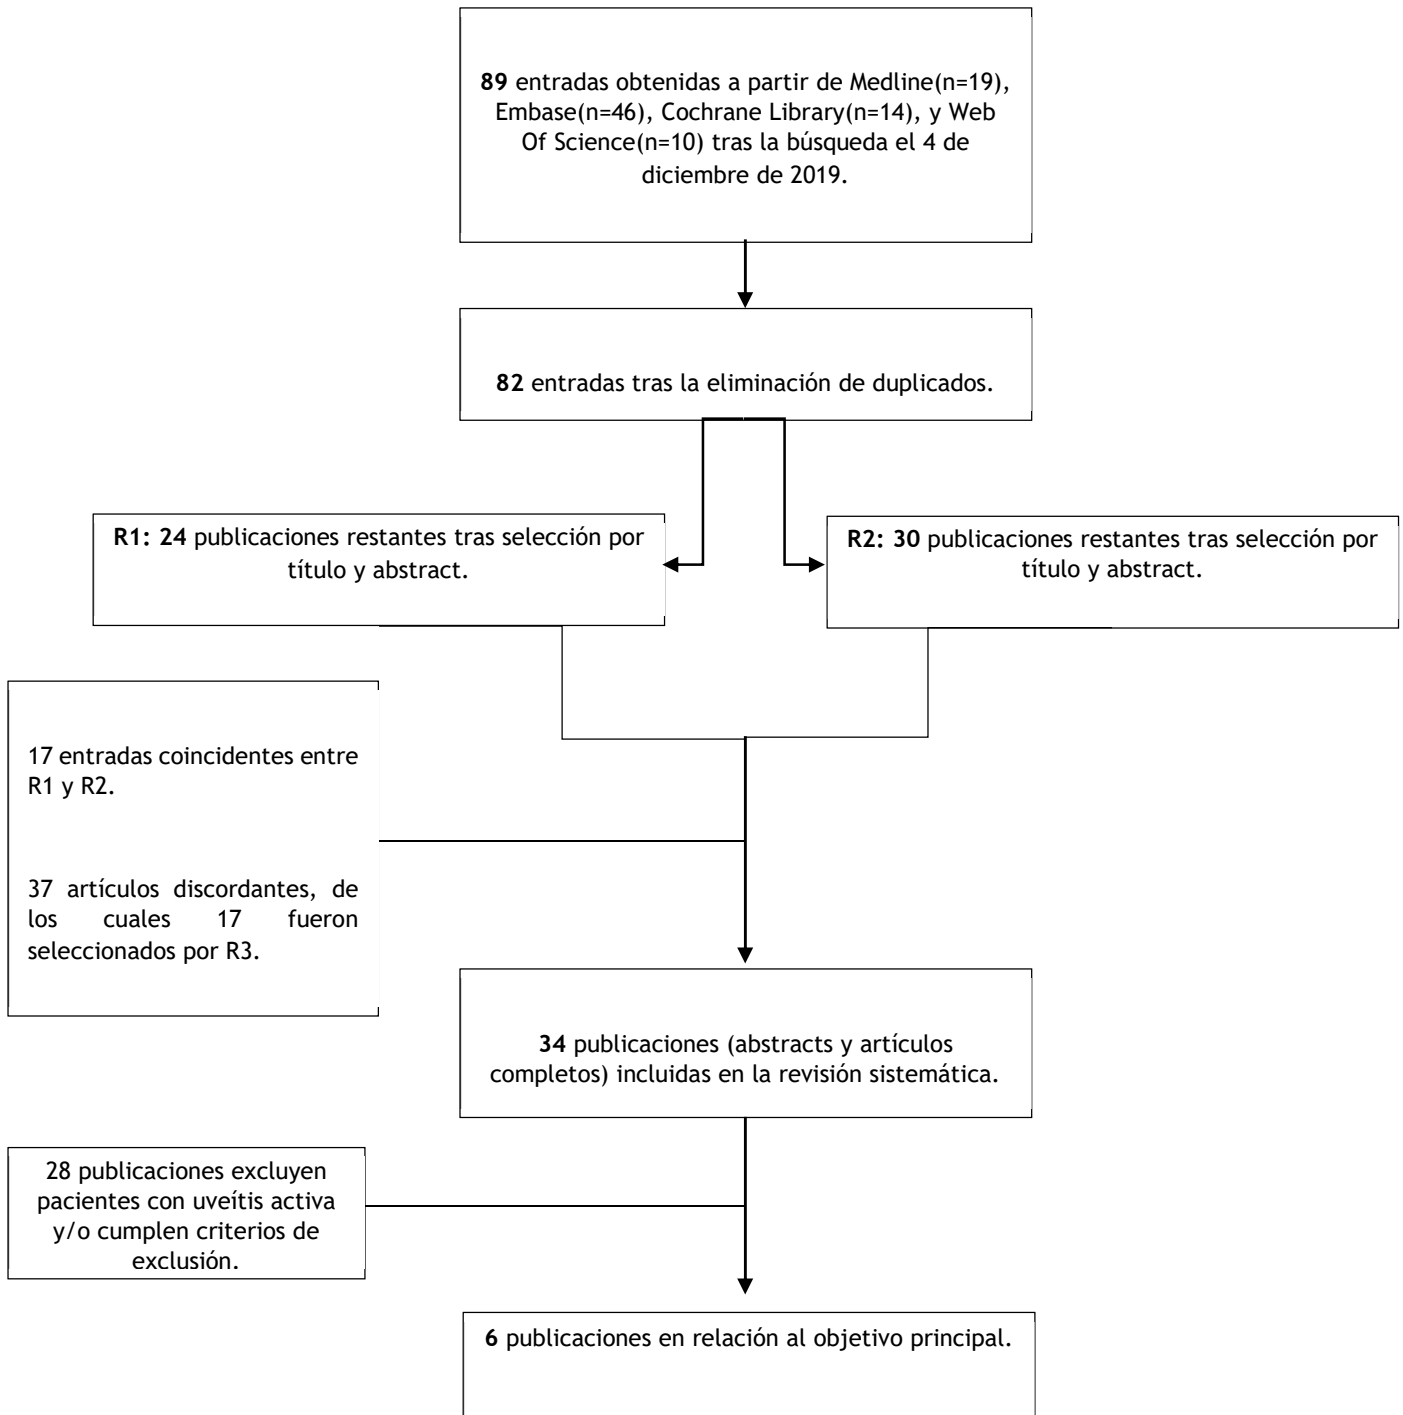 89 entradas obtenidas a partir de Medline(n=19),
Embase(n=46), Cochrane Library(n=14), y Web
Of Science(n=10) tras la búsqueda el 4 de
diciembre de 2019.
82 entradas tras la eliminación de duplicados.
R1: 24 publicaciones restantes tras selección por
título y abstract.
R2: 30 publicaciones restantes tras selección por
título y abstract.
17 entradas coincidentes entre
R1 y R2.
37 artículos discordantes, de
los cuales 17 fueron
seleccionados por R3.
34 publicaciones (abstracts y artículos
completos) incluidas en la revisión sistemática.
28 publicaciones excluyen
pacientes con uveítis activa
y/o cumplen criterios de
exclusión.
6 publicaciones en relación al objetivo principal.